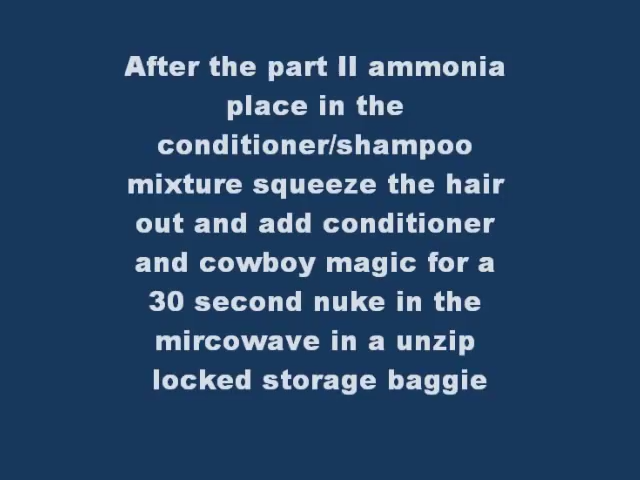 After the part II ammonia
place in the
conditioner/shampoo
mixture squeeze the hair
out and add conditioner
and cowboy magic for a
30 second nuke in the
mircowave in a unzip
locked storage baggie